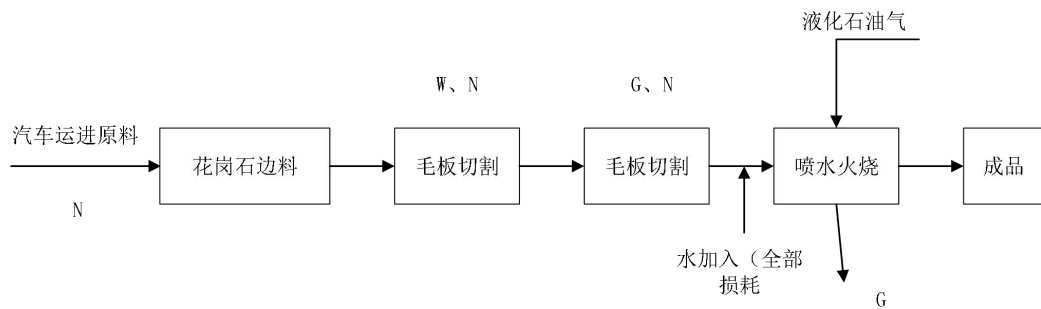 液化石油气
W、N
G、N
汽车运进原料
花岗石边料
毛板切割
毛板切割
喷水火烧
成品
N
水加入（全部
损耗
G